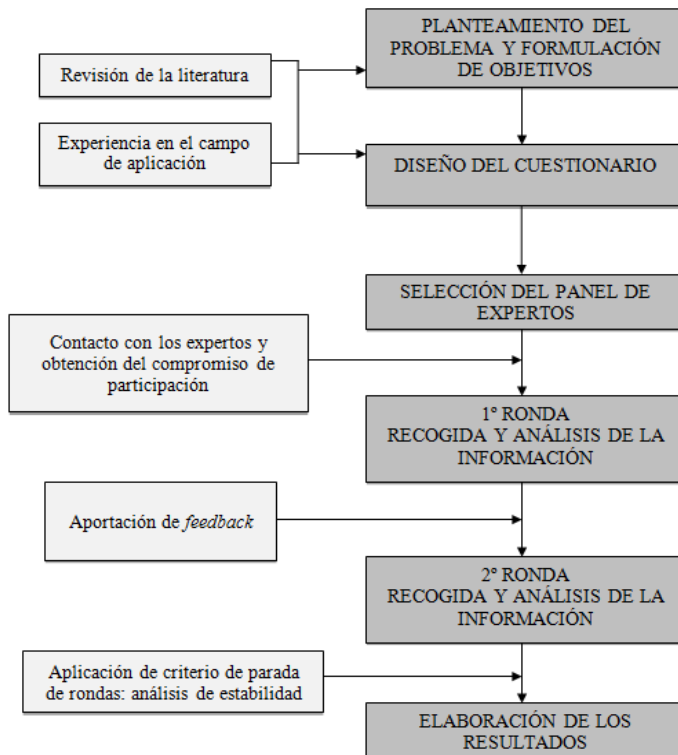 PLANTEAMIENTO DEL
PROBLEMA Y FORMULACIÓN
DE OBJETIVOS
Revisión de la literatura
Experiencia en el campo
de aplicación
DISEÑO DEL CUESTIONARIO
SELECCIÓN DEL PANEL DE
EXPERTOS
Contacto con los expertos y
obtención del compromiso de
participación
1º RONDA
RECOGIDA Y ANÁLISIS DE LA
INFORMACIÓN
Aportación de feedback
2º RONDA
RECOGIDA Y ANÁLISIS DE LA
INFORMACIÓN
Aplicación de criterio de parada
de rondas: análisis de estabilidad
ELABORACIÓN DE LOS
RESULTADOS